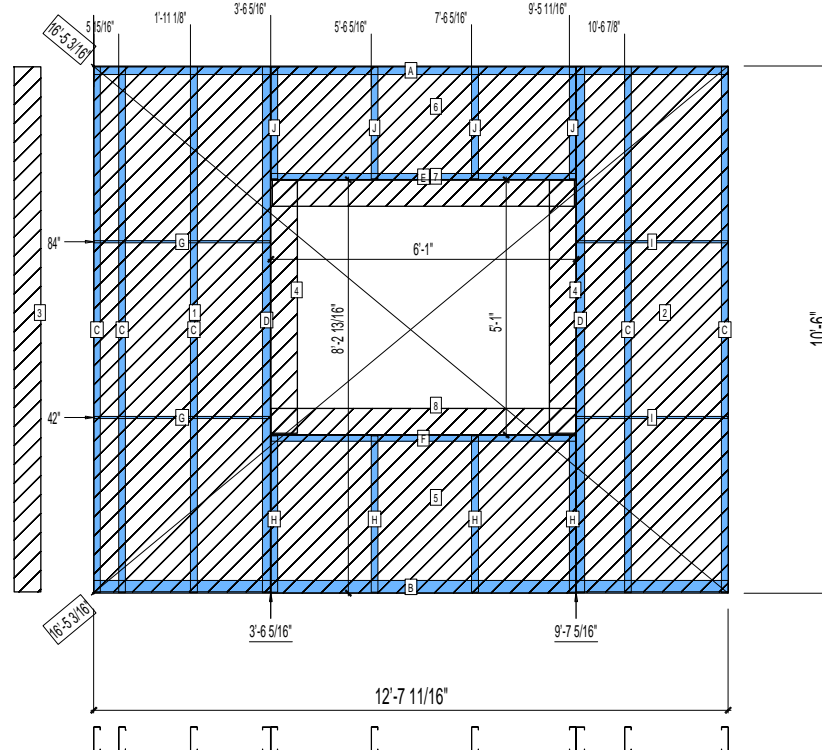 3'-6 5/16"
9'-5 11/16"
1'-11 1/8"
5'-6 5/16"
7'-6 5/16"
10'-6 7/8"
5 15/16"
16'-5 3/16"
A
6
J
J
J
J
E
7
84"
G
I
6'-1"
4
4
3
1
2
D
D
C
C
C
C
C
8'-2 13/16"
5'-1"
10'-6"
8
42"
G
I
F
5
H
H
H
H
B
16'-5 3/16
3'-6 5/16"
9'-7 5/16"
12'-7 11/16"